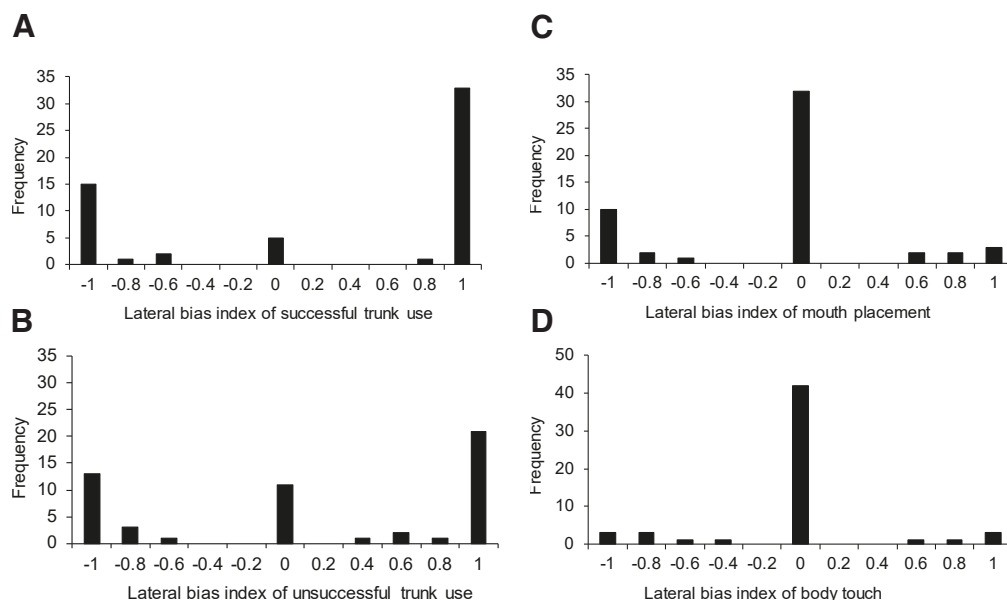 A
35
30
25
20
15
10
5
0
Frequency
-1 -0.8 -0.6 -0.4 -0.2 0 0.2 0.4 0.6 0.8 1
Lateral bias index of successful trunk use
B
35
30
25
20
15
10
5
0
Frequency
-1 -0.8 -0.6 -0.4 -0.2 0 0.2 0.4 0.6 0.8 1
Lateral bias index of unsuccessful trunk use
C
35
30
25
20
15
10
5
0
Frequency
-1 -0.8 -0.6 -0.4 -0.2 0 0.2 0.4 0.6 0.8 1
Lateral bias index of mouth placement
D
50
40
30
20
10
0
Frequency
-1 -0.8 -0.6 -0.4 -0.2 0 0.2 0.4 0.6 0.8 1
Lateral bias index of body touch